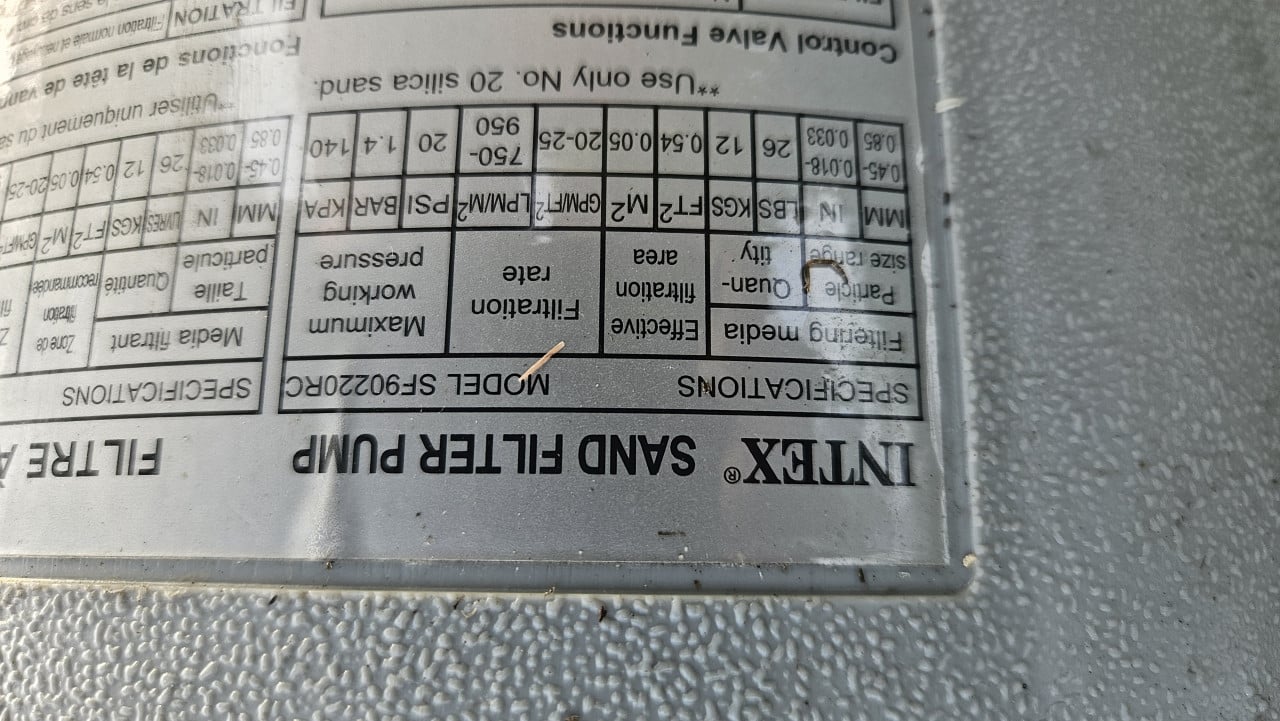 INTEX® SAND FILTER PUMP
SPECIFICATIONS MODEL SF90220RC
Filtering media
Particle size range
Quan-
tity
Effective filtration area
Filtration rate
Maximum working pressure
MM IN LBS KGS FT² M² GPM/FT² LPM/M² PSI BAR KPA
0.45-
0.85
0.018-
0.033
26 12 0.54 0.05 20-25
750-
950
20 1.4 140
**Use only No. 20 silica sand.
Control Valve Functions
FILTRE À
SPECIFICATIONS
Media filtrant
Taille particule
Quantité
Zone de filtration recommandée
MM IN LIVRES KGS FT² M² GPM/FT²
0.45-
0.85
0.018-
0.033
26 12 0.54 0.05 20-25
**Utiliser uniquement du
Fonctions de la tête de
FILTRATION
Filtration normale et